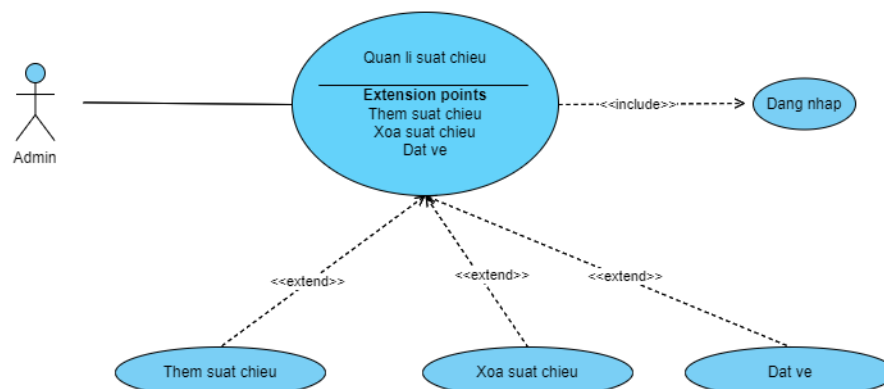 Quan li suat chieu
Extension points
Them suat chieu
Xoa suat chieu
Dat ve
<<include>>
Dang nhap
Admin
<<extend>>
<<extend>>
<<extend>>
Them suat chieu
Xoa suat chieu
Dat ve